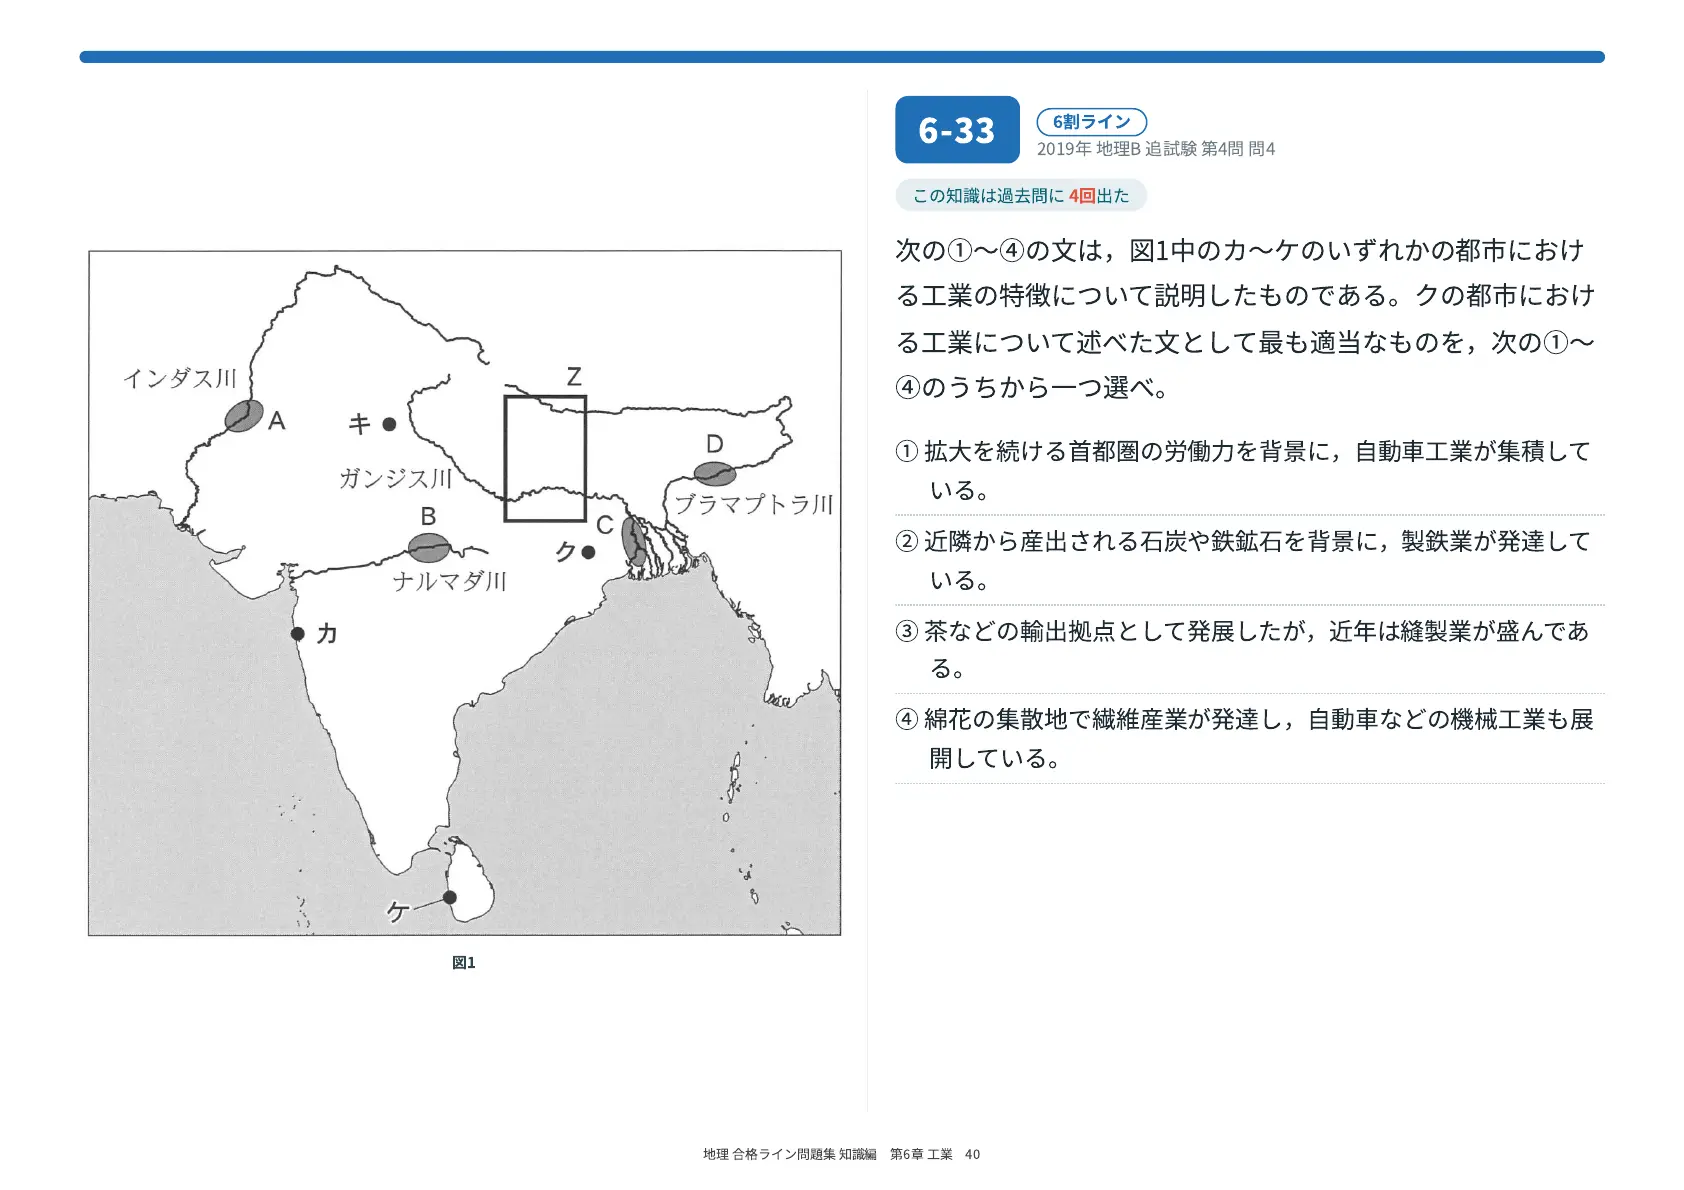 6-33
6割ライン
2019年 地理B 追試験 第4問 問4
この知識は過去問に 4回出た
次の①～④の文は，図1中のカ～ケのいずれかの都市におけ
る工業の特徴について説明したものである。クの都市におけ
る工業について述べた文として最も適当なものを，次の①～
④のうちから一つ選べ。
① 拡大を続ける首都圏の労働力を背景に，自動車工業が集積して
いる。
② 近隣から産出される石炭や鉄鉱石を背景に，製鉄業が発達して
いる。
③ 茶などの輸出拠点として発展したが，近年は縫製業が盛んであ
る。
④ 綿花の集散地で繊維産業が発達し，自動車などの機械工業も展
開している。
インダス川
Z
A
キ
D
ガンジス川
ブラマプトラ川
B
C
ク
ナルマダ川
カ
ケ
図1
地理 合格ライン問題集 知識編 第6章 工業 40